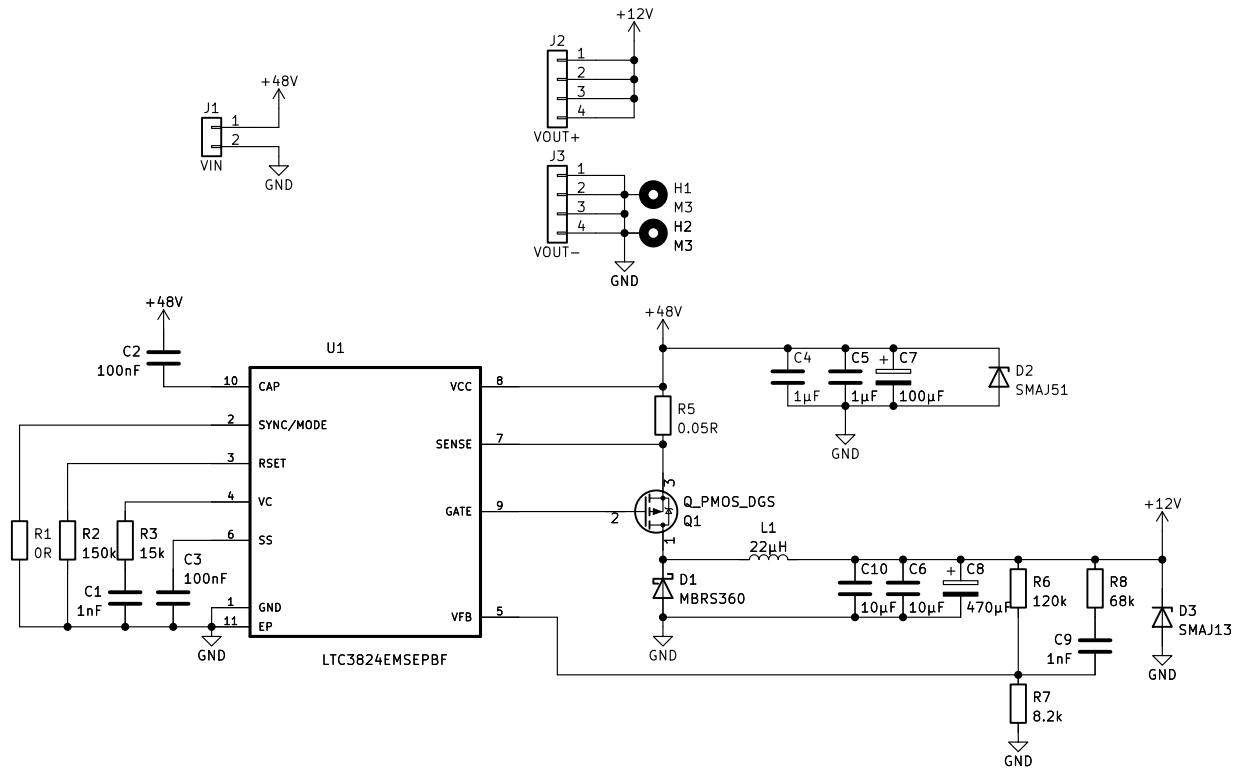 +12V
J2
1
2
3
4
VOUT+
+48V
J1
1
2
VIN
GND
J3
1
2
3
4
VOUT-
H1
M3
H2
M3
GND
+48V
C2
100nF
U1
10 CAP
2 SYNC/MODE
3 RSET
4 VC
6 SS
1 GND
11 EP
VCC 8
SENSE 7
GATE 9
VFB 5
LTC3824EMSEPBF
R1
0R
R2
150k
R3
15k
C3
100nF
C1
1nF
GND
+48V
R5
0.05R
C4
1µF
C5
1µF
+ C7
100µF
D2
SMAJ51
GND
3
Q_PMOS_DGS
Q1
2
1
L1
22µH
D1
MBRS360
GND
C10
10µF
C6
10µF
+ C8
470µF
R6
120k
R8
68k
C9
1nF
+12V
D3
SMAJ13
GND
R7
8.2k
GND